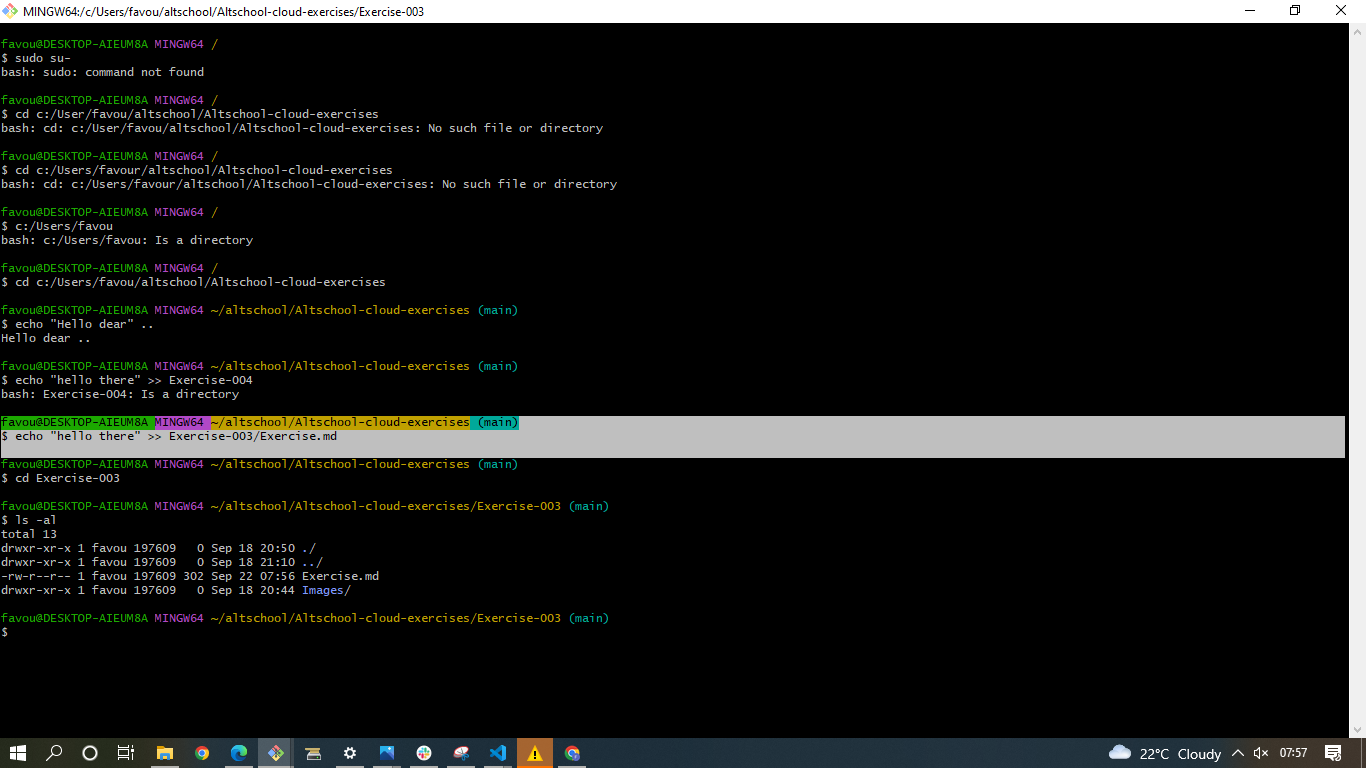 MINGW64:/c/Users/favou/altschool/Altschool-cloud-exercises/Exercise-003
favou@DESKTOP-AIEUM8A MINGW64 /
$ sudo su-
bash: sudo: command not found
favou@DESKTOP-AIEUM8A MINGW64 /
$ cd c:/User/favou/altschool/Altschool-cloud-exercises
bash: cd: c:/User/favou/altschool/Altschool-cloud-exercises: No such file or directory
favou@DESKTOP-AIEUM8A MINGW64 /
$ cd c:/Users/favour/altschool/Altschool-cloud-exercises
bash: cd: c:/Users/favour/altschool/Altschool-cloud-exercises: No such file or directory
favou@DESKTOP-AIEUM8A MINGW64 /
$ c:/Users/favou
bash: c:/Users/favou: Is a directory
favou@DESKTOP-AIEUM8A MINGW64 /
$ cd c:/Users/favou/altschool/Altschool-cloud-exercises
favou@DESKTOP-AIEUM8A MINGW64 ~/altschool/Altschool-cloud-exercises (main)
$ echo "Hello dear" ..
Hello dear ..
favou@DESKTOP-AIEUM8A MINGW64 ~/altschool/Altschool-cloud-exercises (main)
$ echo "hello there" >> Exercise-004
bash: Exercise-004: Is a directory
favou@DESKTOP-AIEUM8A MINGW64 ~/altschool/Altschool-cloud-exercises (main)
$ echo "hello there" >> Exercise-003/Exercise.md
favou@DESKTOP-AIEUM8A MINGW64 ~/altschool/Altschool-cloud-exercises (main)
$ cd Exercise-003
favou@DESKTOP-AIEUM8A MINGW64 ~/altschool/Altschool-cloud-exercises/Exercise-003 (main)
$ ls -al
total 13
drwxr-xr-x 1 favou 197609   0 Sep 18 20:50 ./
drwxr-xr-x 1 favou 197609   0 Sep 18 21:10 ../
-rw-r--r-- 1 favou 197609 302 Sep 22 07:56 Exercise.md
drwxr-xr-x 1 favou 197609   0 Sep 18 20:44 Images/
favou@DESKTOP-AIEUM8A MINGW64 ~/altschool/Altschool-cloud-exercises/Exercise-003 (main)
$
22°C Cloudy 07:57